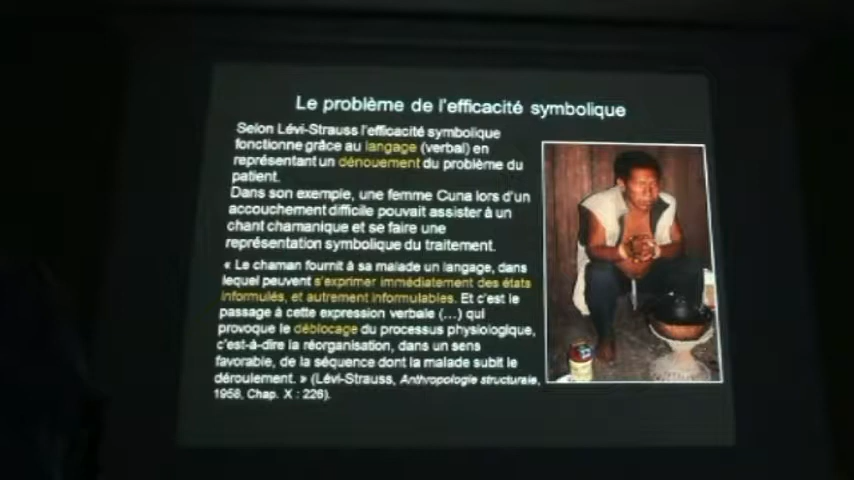 Le problème de l'efficacité symbolique
Selon Lévi-Strauss l'efficacité symbolique
fonctionne grâce au langage (verbal) en
représentant un dénouement du problème du
patient.
Dans son exemple, une femme Cuna lors d'un
accouchement difficile pouvait assister à un
chant chamanique et se faire une
représentation symbolique du traitement.
« Le chaman fournit à sa malade un langage, dans
lequel peuvent s'exprimer immédiatement des états
informulés, et autrement informulables. Et c'est le
passage à cette expression verbale (…) qui
provoque le déblocage du processus physiologique,
c'est-à-dire la réorganisation, dans un sens
favorable, de la séquence dont la malade subit le
déroulement. » (Lévi-Strauss, Anthropologie structurale,
1958, Chap. X : 226).